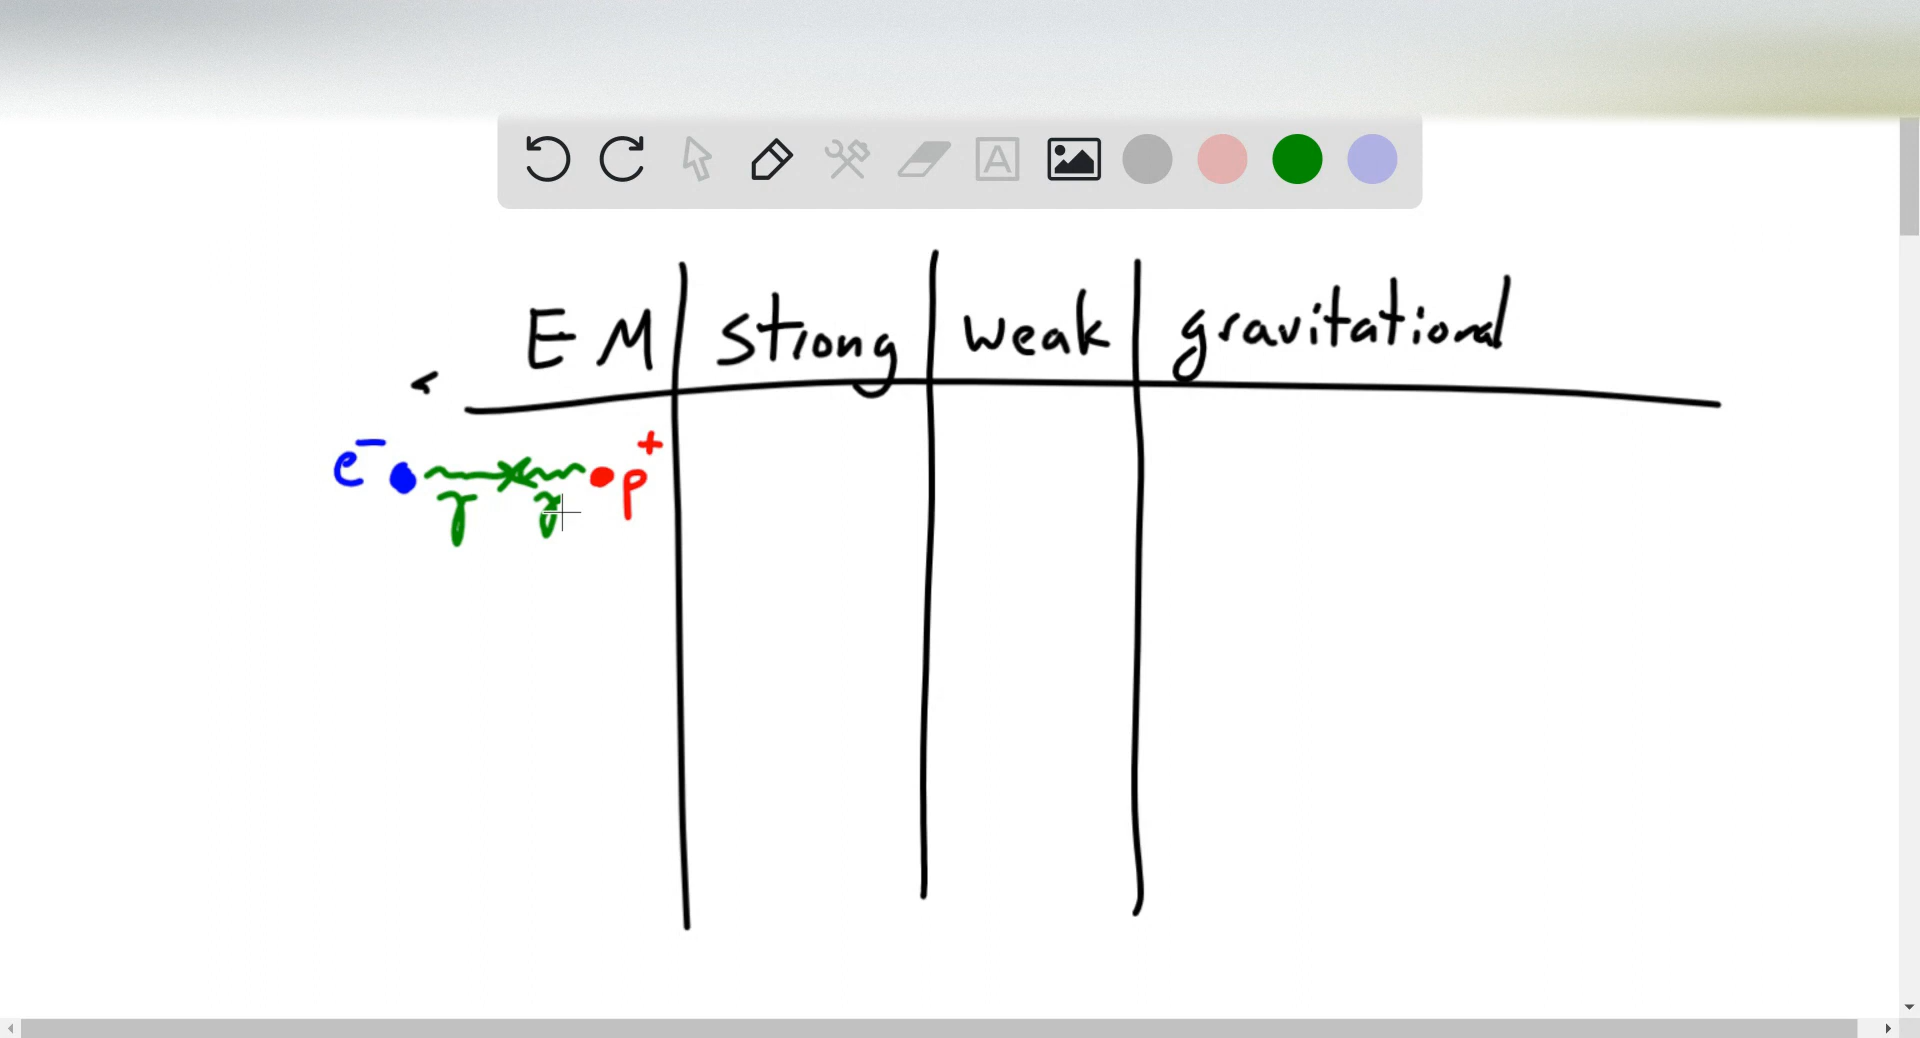 EM strong weak gravitational
e⁻ p⁺
γ γ
A